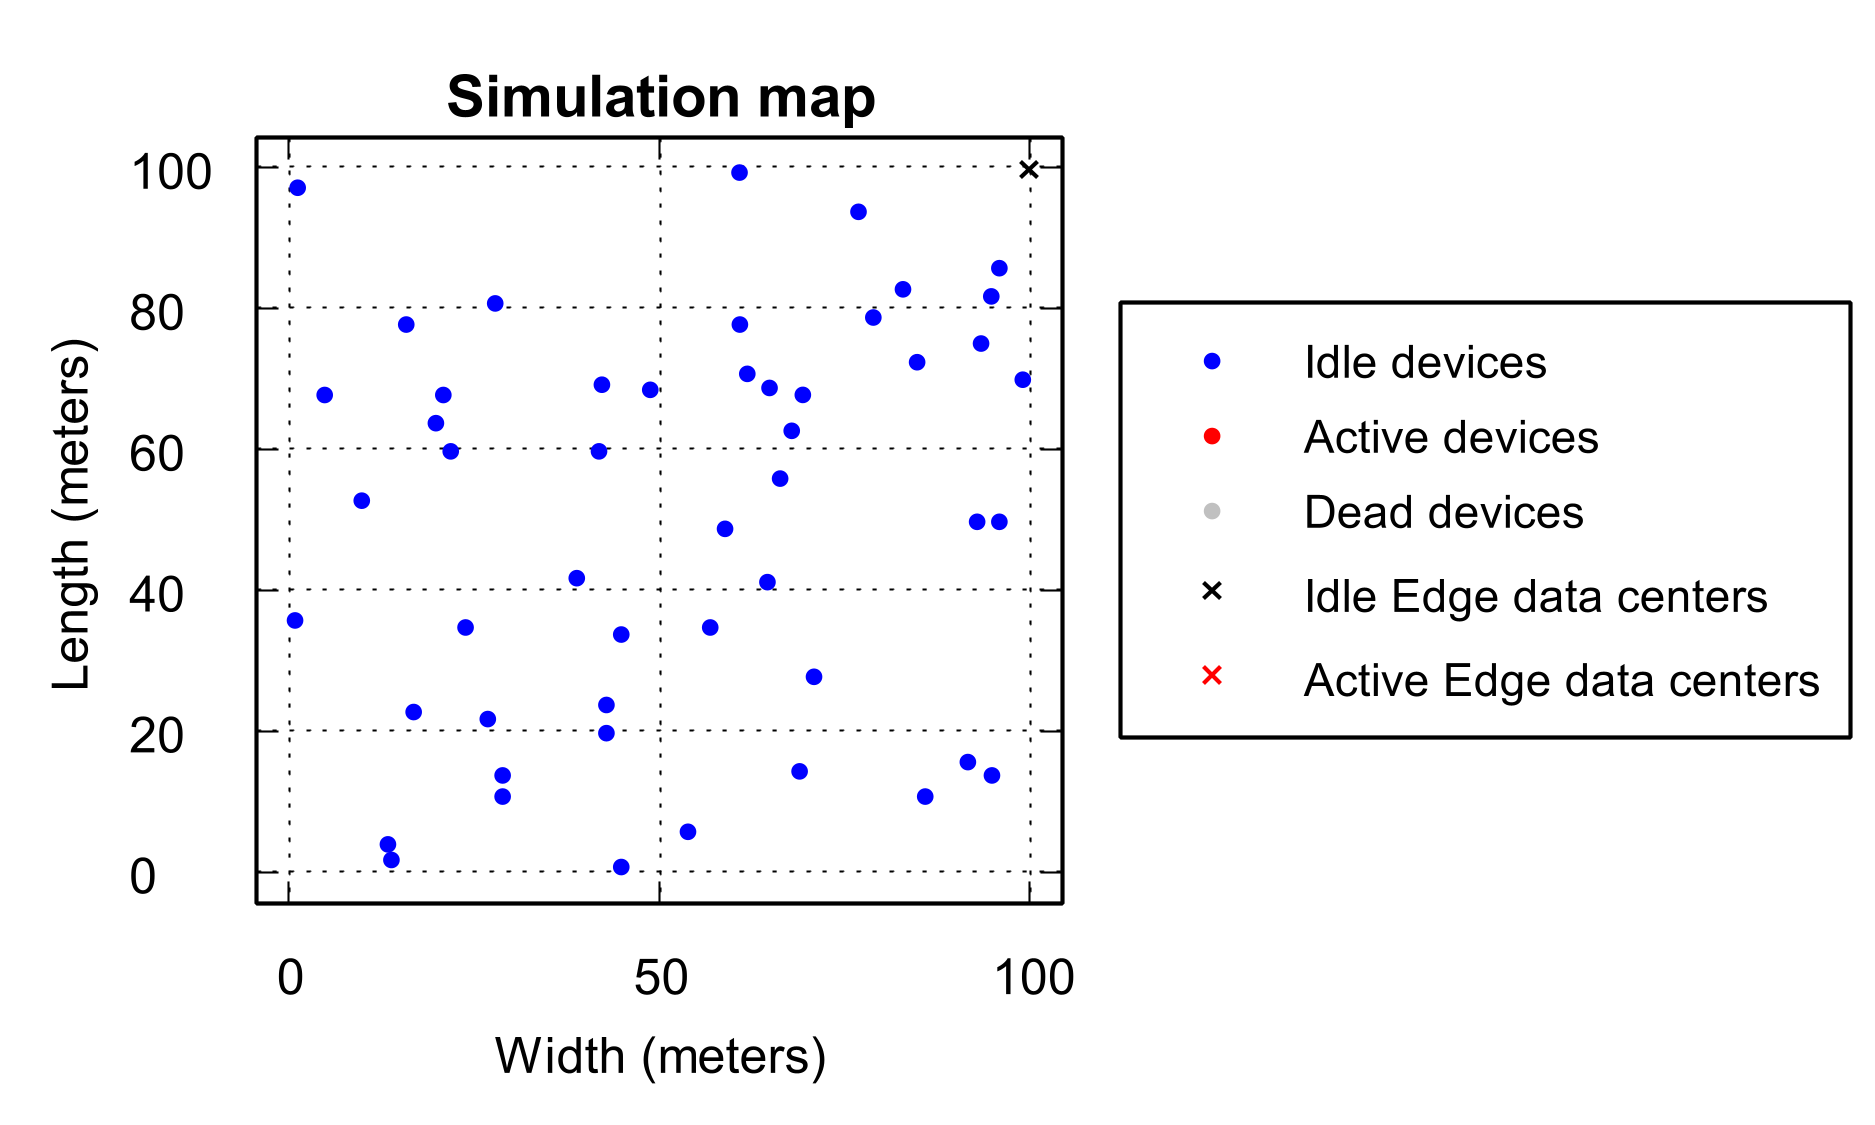 Simulation map
100
80
60
40
20
0
Length (meters)
0 50 100
Width (meters)
Idle devices
Active devices
Dead devices
Idle Edge data centers
Active Edge data centers